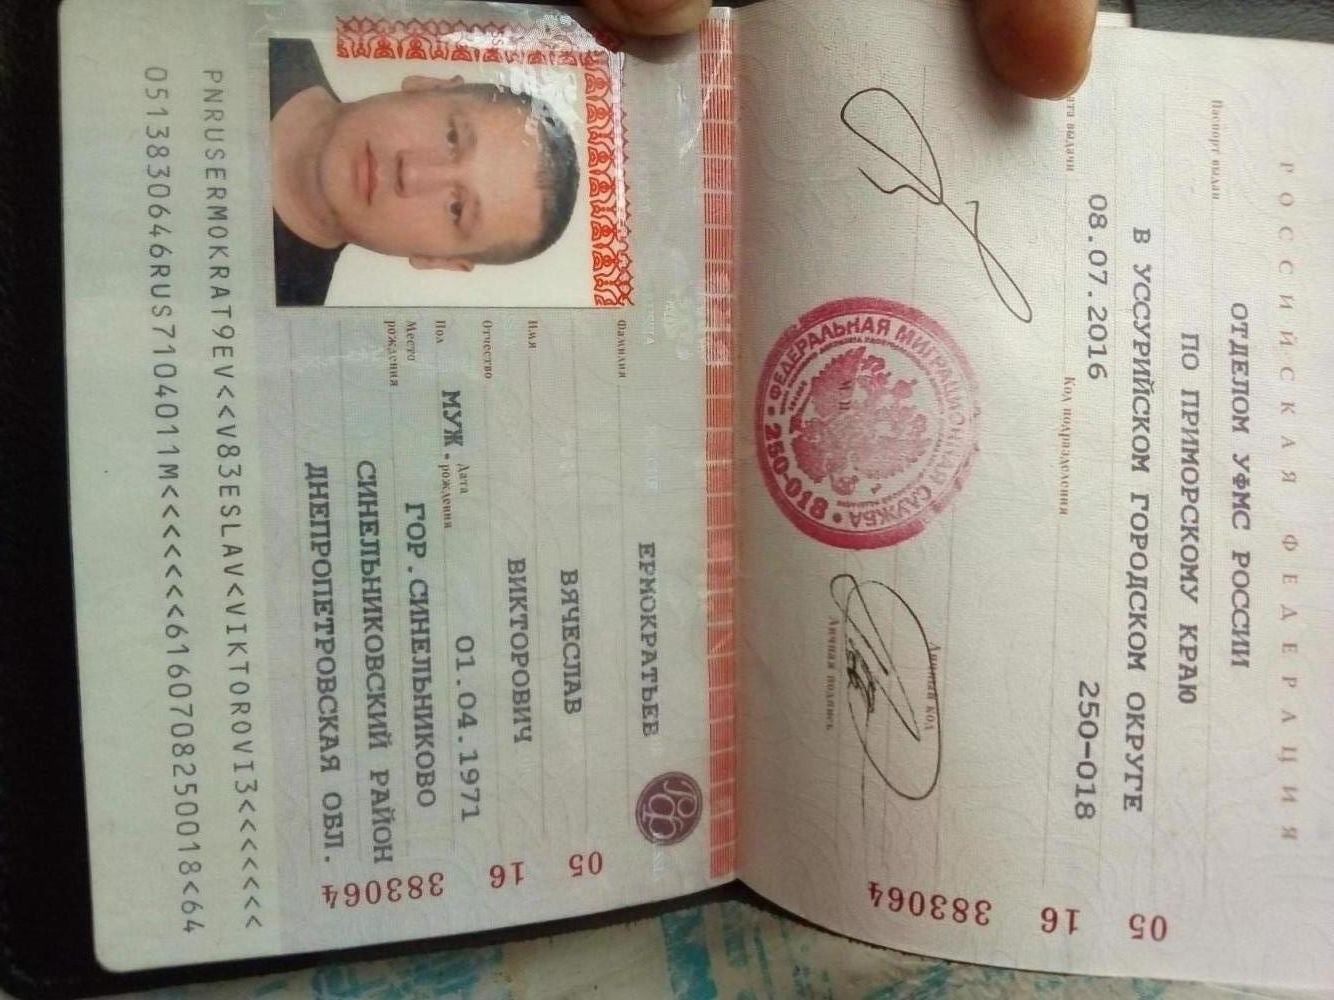 РОССИЙСКАЯ ФЕДЕРАЦИЯ
Паспорт выдан
ОТДЕЛОМ УФМС РОССИИ
ПО ПРИМОРСКОМУ КРАЮ
В УССУРИЙСКОМ ГОРОДСКОМ ОКРУГЕ
Дата выдачи 08.07.2016 Код подразделения 250-018
Личный код
Личная подпись
ФЕДЕРАЛЬНАЯ МИГРАЦИОННАЯ СЛУЖБА
250-018
М.П.
05 16 383064
Фамилия ЕРМОКРАТЬЕВ
Имя ВЯЧЕСЛАВ
Отчество ВИКТОРОВИЧ
Пол МУЖ. Дата рождения 01.04.1971
Место рождения ГОР.СИНЕЛЬНИКОВО
СИНЕЛЬНИКОВСКИЙ РАЙОН
ДНЕПРОПЕТРОВСКАЯ ОБЛ.
05 16 383064
PNRUSERMOKRAT9EV<<V83ESLAV<VIKTOROVI3<<<<<<<
0513830646RUS7104011M<<<<<<<6160708250018<64